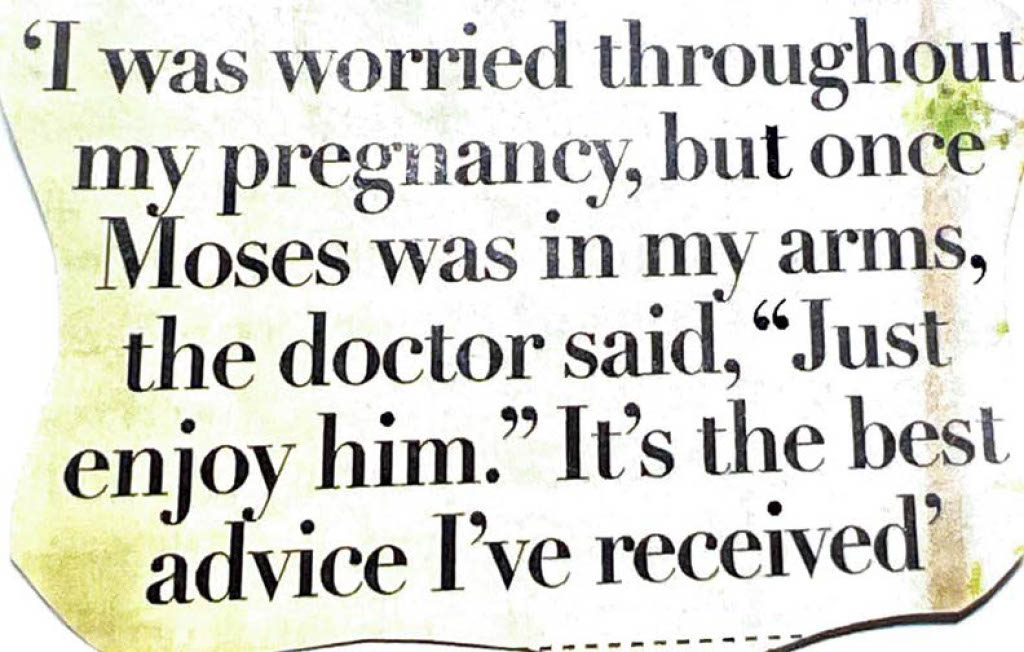 ‘I was worried throughout
my pregnancy, but once
Moses was in my arms,
the doctor said, “Just
enjoy him.” It’s the best
advice I’ve received’